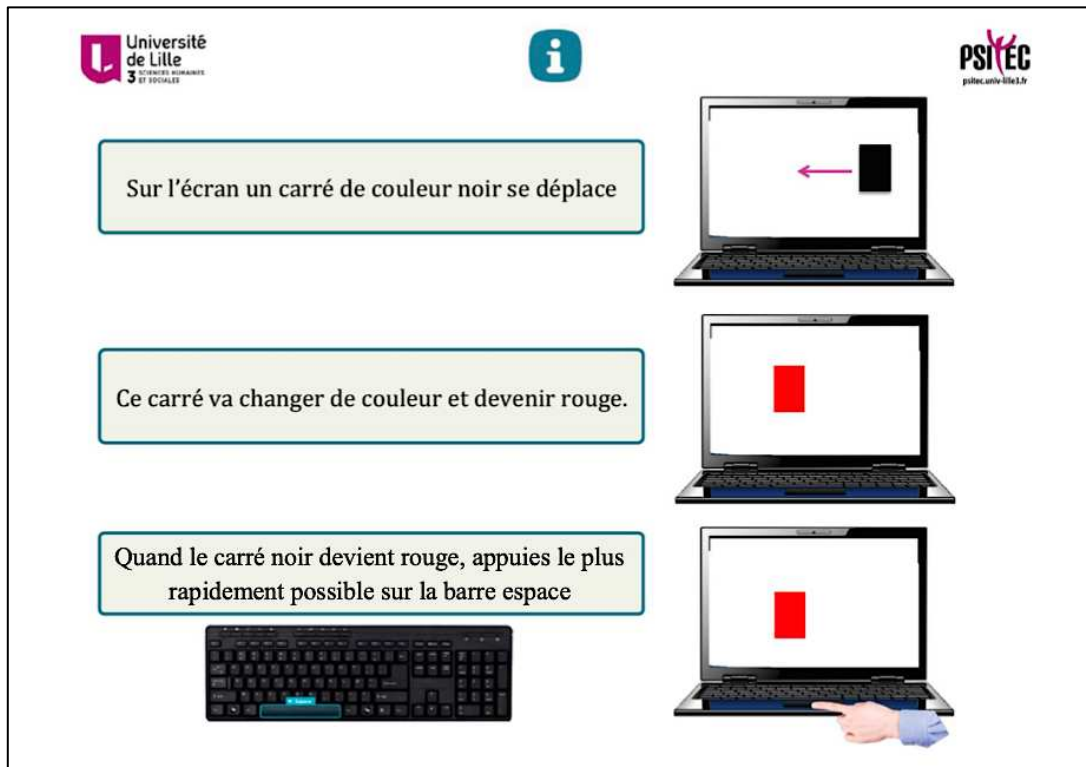 Université
de Lille
3 SCIENCES HUMAINES
ET SOCIALES
i
PSITEC
psitec.univ-lille3.fr
Sur l'écran un carré de couleur noir se déplace
Ce carré va changer de couleur et devenir rouge.
Quand le carré noir devient rouge, appuies le plus
rapidement possible sur la barre espace